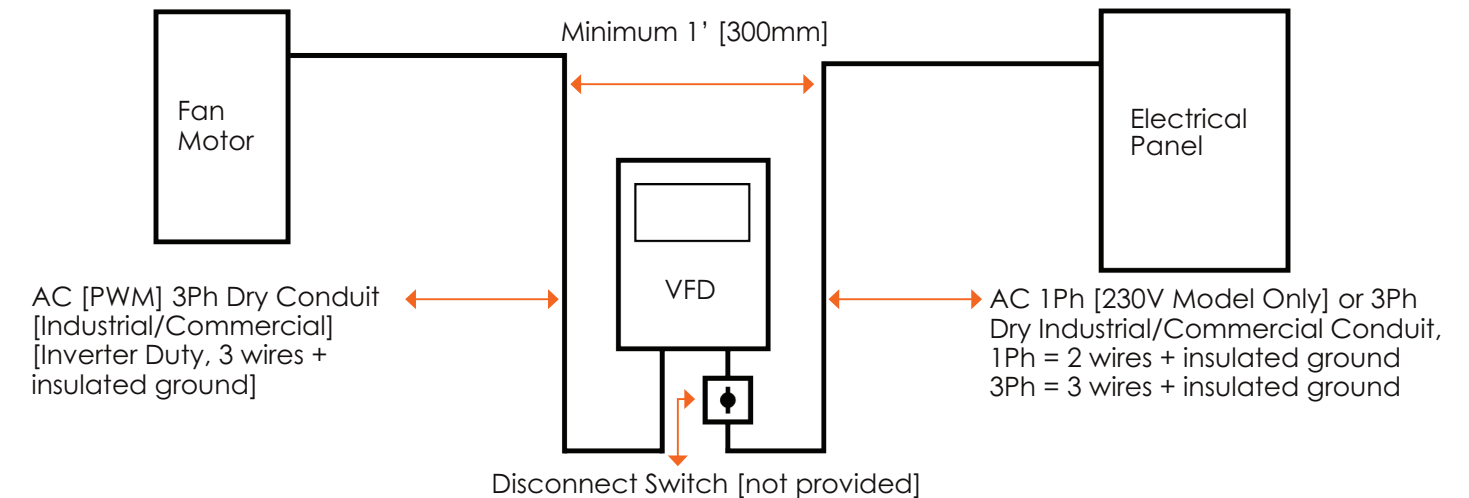 Minimum 1’ [300mm]
Fan
Motor
Electrical
Panel
VFD
AC [PWM] 3Ph Dry Conduit
[Industrial/Commercial]
[Inverter Duty, 3 wires +
insulated ground]
AC 1Ph [230V Model Only] or 3Ph
Dry Industrial/Commercial Conduit,
1Ph = 2 wires + insulated ground
3Ph = 3 wires + insulated ground
Disconnect Switch [not provided]